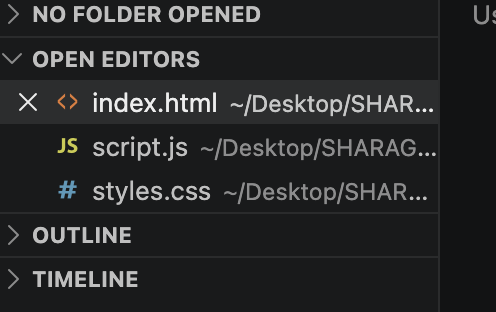 NO FOLDER OPENED
Us
OPEN EDITORS
<> index.html ~/Desktop/SHAR...
JS script.js ~/Desktop/SHARAG...
# styles.css ~/Desktop/SHAR...
OUTLINE
TIMELINE